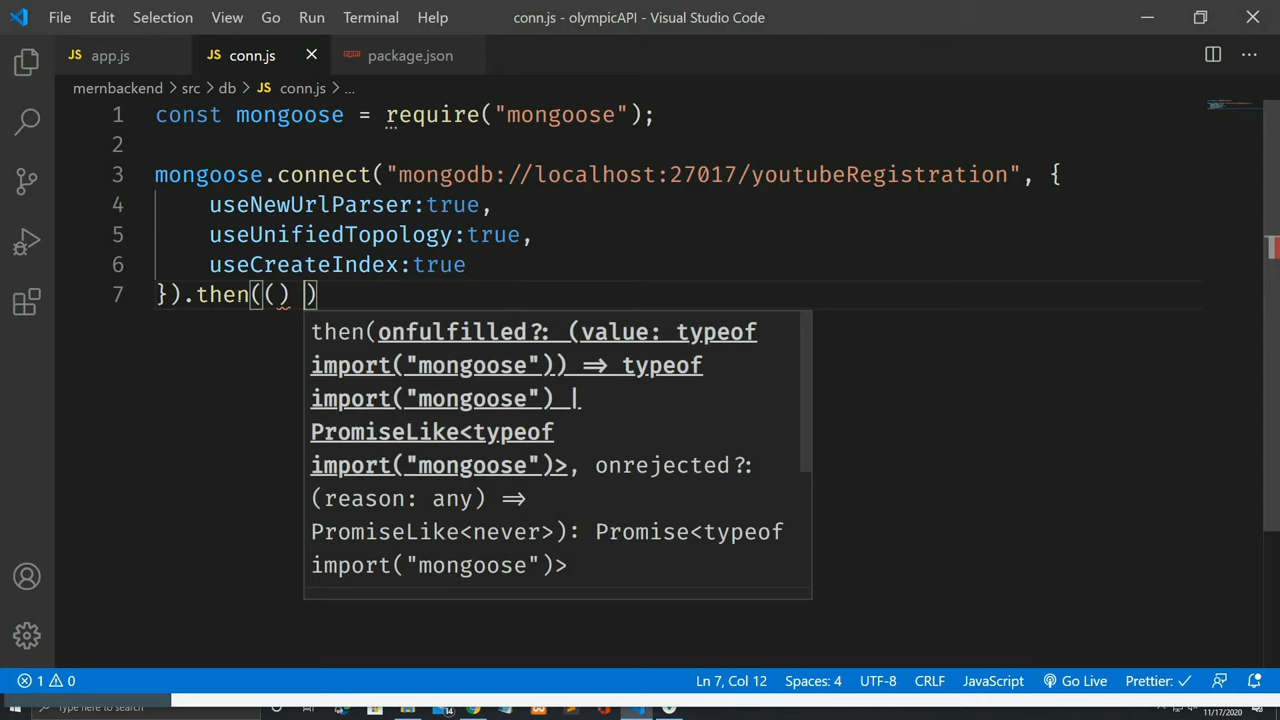 File Edit Selection View Go Run Terminal Help conn.js - olympicAPI - Visual Studio Code
JS app.js JS conn.js package.json
mernbackend > src > db > JS conn.js > ...
1 const mongoose = require("mongoose");
2
3 mongoose.connect("mongodb://localhost:27017/youtubeRegistration", {
4 useNewUrlParser:true,
5 useUnifiedTopology:true,
6 useCreateIndex:true
7 }).then(() )
then(onfulfilled?: (value: typeof
import("mongoose")) => typeof
import("mongoose") |
PromiseLike<typeof
import("mongoose")>, onrejected?:
(reason: any) =>
PromiseLike<never>): Promise<typeof
import("mongoose")>
1 0 Ln 7, Col 12 Spaces: 4 UTF-8 CRLF JavaScript Go Live Prettier: ✓
Type here to search 14 11/17/2020